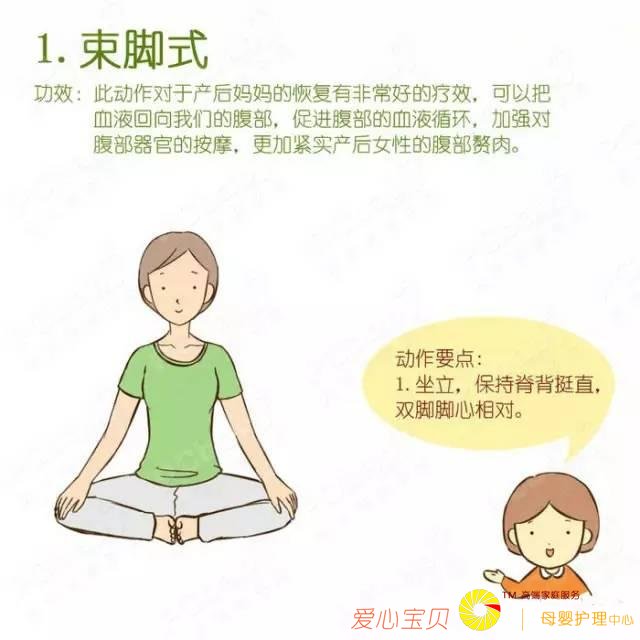 1. 束脚式
功效：此动作对于产后妈妈的恢复有非常好的疗效，可以把
血液回向我们的腹部，促进腹部的血液循环，加强对
腹部器官的按摩，更加紧实产后女性的腹部赘肉。
动作要点：
1. 坐立，保持脊背挺直，
双脚脚心相对。
TM 高端家庭服务
爱心宝贝 | 母婴护理中心